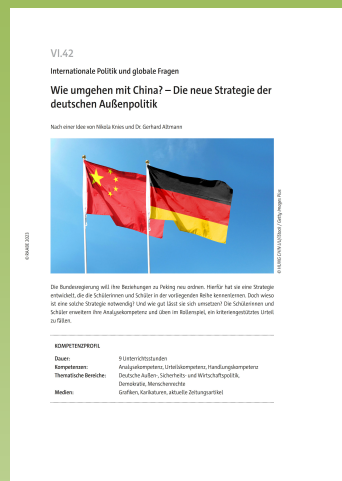 VI.42
Internationale Politik und globale Fragen
Wie umgehen mit China? – Die neue Strategie der
deutschen Außenpolitik
Nach einer Idee von Nikola Knies und Dr. Gerhard Altmann
© RAABE 2023
Die Bundesregierung will ihre Beziehungen zu Peking neu ordnen. Hierfür hat sie eine Strategie
entwickelt, die die Schülerinnen und Schüler in der vorliegenden Reihe kennenlernen. Doch wieso
ist eine solche Strategie notwendig? Und wie gut lässt sie sich umsetzen? Die Schülerinnen und
Schüler erweitern ihre Analysekompetenz und üben im Rollenspiel, ein kriteriengestütztes Urteil
zu fällen.
KOMPETENZPROFIL
Dauer: 9 Unterrichtsstunden
Kompetenzen: Analysekompetenz, Urteilskompetenz, Handlungskompetenz
Thematische Bereiche: Deutsche Außen-, Sicherheits- und Wirtschaftspolitik,
Demokratie, Menschenrechte
Medien: Grafiken, Karikaturen, aktuelle Zeitungsartikel